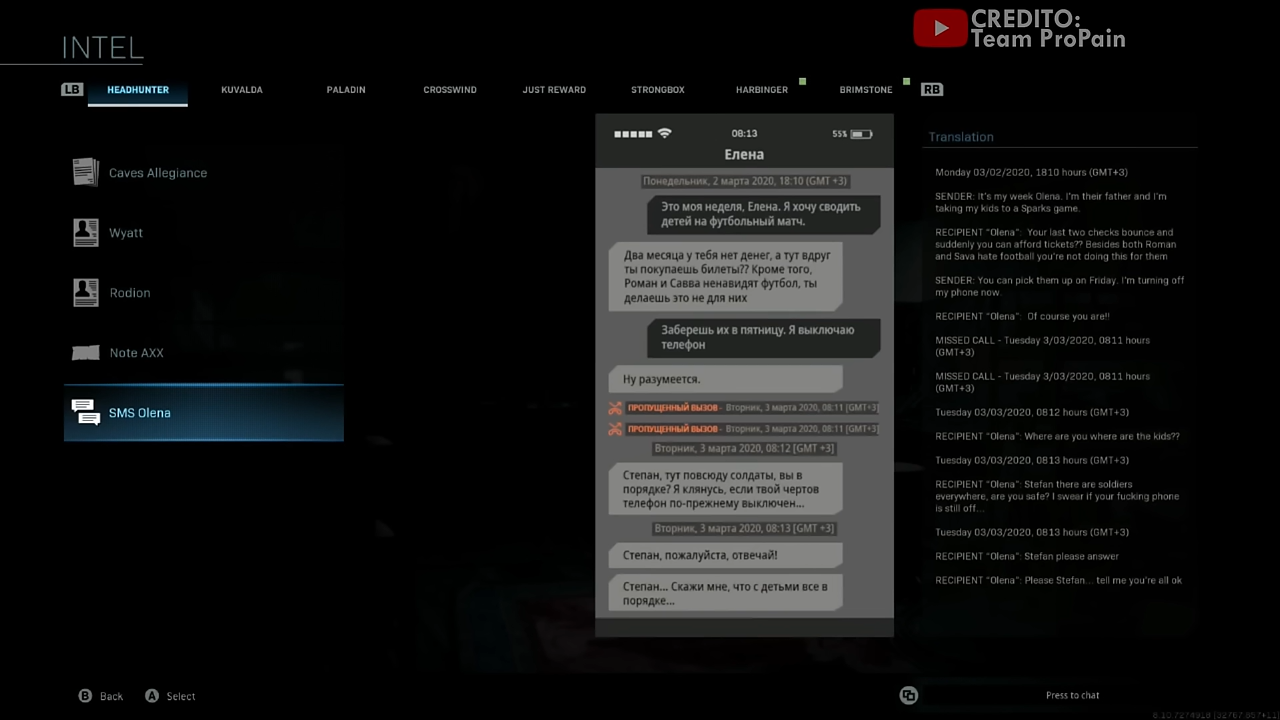 CREDITO:
Team ProPain
INTEL
LB
HEADHUNTER
KUVALDA
PALADIN
CROSSWIND
JUST REWARD
STRONGBOX
HARBINGER
BRIMSTONE
RB
Caves Allegiance
Wyatt
Rodion
Note AXX
SMS Olena
08:13
55%
Елена
Понедельник, 2 марта 2020, 18:10 (GMT +3)
Это моя неделя, Елена. Я хочу сводить
детей на футбольный матч.
Два месяца у тебя нет денег, а тут вдруг
ты покупаешь билеты?? Кроме того,
Роман и Савва ненавидят футбол, ты
делаешь это не для них
Заберешь их в пятницу. Я выключаю
телефон
Ну разумеется.
ПРОПУЩЕННЫЙ ВЫЗОВ - Вторник, 3 марта 2020, 08:11 [GMT+3]
ПРОПУЩЕННЫЙ ВЫЗОВ - Вторник, 3 марта 2020, 08:11 [GMT+3]
Вторник, 3 марта 2020, 08:12 [GMT +3]
Степан, тут повсюду солдаты, вы в
порядке? Я клянусь, если твой чертов
телефон по-прежнему выключен...
Вторник, 3 марта 2020, 08:13 [GMT +3]
Степан, пожалуйста, отвечай!
Степан... Скажи мне, что с детьми все в
порядке...
Translation
Monday 03/02/2020, 1810 hours (GMT+3)
SENDER: It's my week Olena. I'm their father and I'm
taking my kids to a Sparks game.
RECIPIENT "Olena": Your last two checks bounce and
suddenly you can afford tickets?? Besides both Roman
and Sava hate football you're not doing this for them
SENDER: You can pick them up on Friday. I'm turning off
my phone now.
RECIPIENT "Olena": Of course you are!!
MISSED CALL - Tuesday 3/03/2020, 0811 hours
(GMT+3)
MISSED CALL - Tuesday 3/03/2020, 0811 hours
(GMT+3)
Tuesday 03/03/2020, 0812 hours (GMT+3)
RECIPIENT "Olena": Where are you where are the kids??
Tuesday 03/03/2020, 0813 hours (GMT+3)
RECIPIENT "Olena": Stefan there are soldiers
everywhere, are you safe? I swear if your fucking phone
is still off...
Tuesday 03/03/2020, 0813 hours (GMT+3)
RECIPIENT "Olena": Stefan please answer
RECIPIENT "Olena": Please Stefan... tell me you're all ok
B Back
A Select
Press to chat